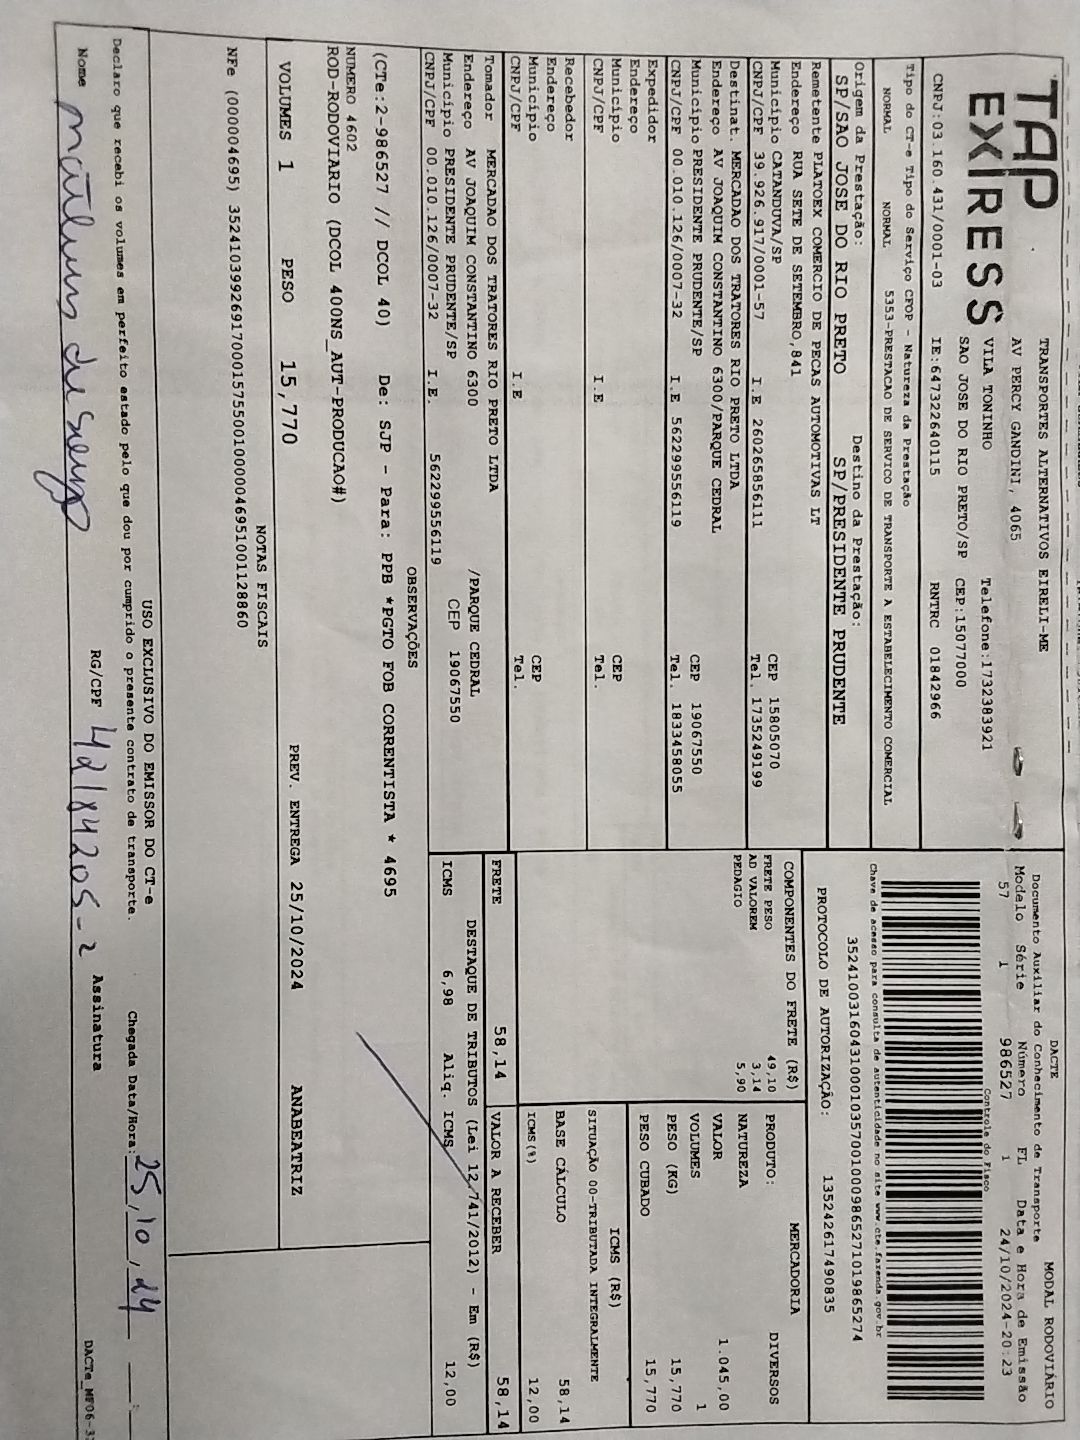 TAP
EXPRESS
TRANSPORTES ALTERNATIVOS EIRELI-ME
AV PERCY GANDINI, 4065
VILA TONINHO Telefone:1732383921
SAO JOSE DO RIO PRETO/SP CEP:15077000
CNPJ:03.160.431/0001-03 IE:647322640115 RNTRC 01842966
DACTE MODAL RODOVIÁRIO
Documento Auxiliar do Conhecimento de Transporte
Modelo Série Número FL Data e Hora de Emissão
57 1 986527 1 24/10/2024-20:23
Controle do Fisco
Chave de acesso para consulta de autenticidade no site www.cte.fazenda.gov.br
35241003160431000103570010009865271019865274
PROTOCOLO DE AUTORIZAÇÃO: 135242617490835
Tipo do CT-e Tipo do Serviço CFOP - Natureza da Prestação
NORMAL NORMAL 5353-PRESTACAO DE SERVICO DE TRANSPORTE A ESTABELECIMENTO COMERCIAL
Origem da Prestação: Destino da Prestação:
SP/SAO JOSE DO RIO PRETO SP/PRESIDENTE PRUDENTE
Remetente PLATOEX COMERCIO DE PECAS AUTOMOTIVAS LT
Endereço RUA SETE DE SETEMBRO,841
Município CATANDUVA/SP CEP 15805070
CNPJ/CPF 39.926.917/0001-57 I.E 260265856111 Tel. 1735249199
Destinat. MERCADAO DOS TRATORES RIO PRETO LTDA
Endereço AV JOAQUIM CONSTANTINO 6300/PARQUE CEDRAL
Município PRESIDENTE PRUDENTE/SP CEP 19067550
CNPJ/CPF 00.010.126/0007-32 I.E 562299556119 Tel. 1833458055
Expedidor
Endereço
Município CEP
CNPJ/CPF I.E Tel.
Recebedor
Endereço
Município CEP
CNPJ/CPF I.E Tel.
Tomador MERCADAO DOS TRATORES RIO PRETO LTDA
Endereço AV JOAQUIM CONSTANTINO 6300 /PARQUE CEDRAL
Município PRESIDENTE PRUDENTE/SP CEP 19067550
CNPJ/CPF 00.010.126/0007-32 I.E. 562299556119
COMPONENTES DO FRETE (R$)
FRETE PESO 49,10
AD VALOREM 3,14
PEDAGIO 5,90
MERCADORIA
PRODUTO: DIVERSOS
NATUREZA
VALOR 1.045,00
VOLUMES 1
PESO (KG) 15,770
PESO CUBADO 15,770
ICMS (R$)
SITUAÇÃO 00-TRIBUTADA INTEGRALMENTE
BASE CÁLCULO 58,14
ICMS(%) 12,00
FRETE 58,14 VALOR A RECEBER 58,14
DESTAQUE DE TRIBUTOS (Lei 12.741/2012) - Em (R$)
ICMS 6,98 Aliq. ICMS 12,00
OBSERVAÇÕES
(CTe:2-986527 // DCOL 40) De: SJP - Para: PPB *PGTO FOB CORRENTISTA * 4695
NUMERO 4602
ROD-RODOVIARIO (DCOL 400NS_AUT-PRODUCAO#)
VOLUMES 1 PESO 15,770 PREV. ENTREGA 25/10/2024 ANABEATRIZ
NOTAS FISCAIS
NFe (000004695) 35241039926917000157550010000046951001128860
USO EXCLUSIVO DO EMISSOR DO CT-e
Declaro que recebi os volumes em perfeito estado pelo que dou por cumprido o presente contrato de transporte. Chegada Data/Hora: 25/10/24
Nome RG/CPF 42184205-2 Assinatura